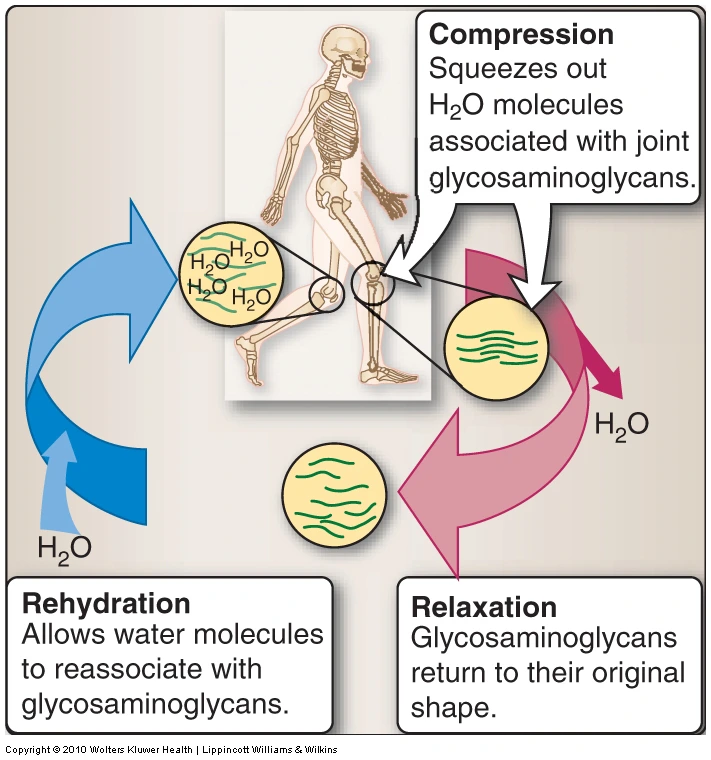 Compression
Squeezes out
H₂O molecules
associated with joint
glycosaminoglycans.
H₂O
H₂O
H₂O
H₂O
H₂O
H₂O
Rehydration
Allows water molecules
to reassociate with
glycosaminoglycans.
Relaxation
Glycosaminoglycans
return to their original
shape.
Copyright © 2010 Wolters Kluwer Health | Lippincott Williams & Wilkins